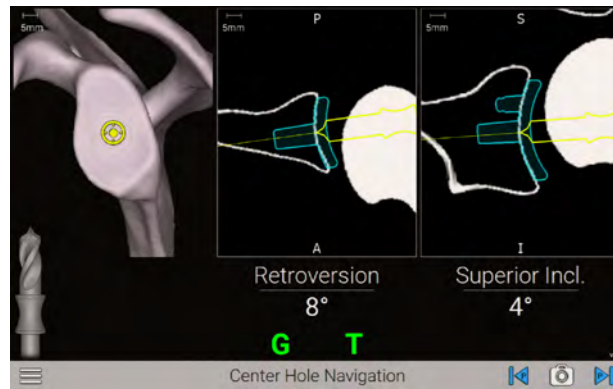 5mm
P
5mm
S
5mm
A
I
Retroversion
8°
Superior Incl.
4°
G T
Center Hole Navigation
P
P